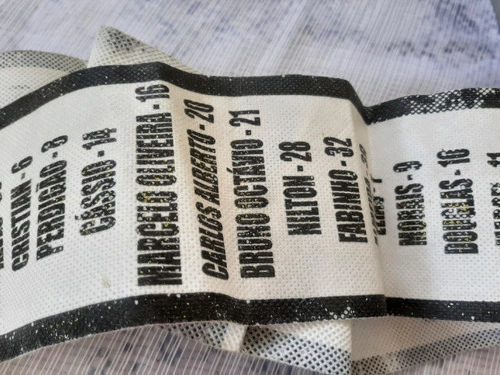 CRISTIAN - 6
PERDIGÃO - 8
CÁSSIO - 14
MARCELO OLIVEIRA - 16
CARLOS ALBERTO - 20
BRUNO OCTÁVIO - 21
NILTON - 28
FABINHO - 32
MORAIS - 9
DOUGLAS - 10